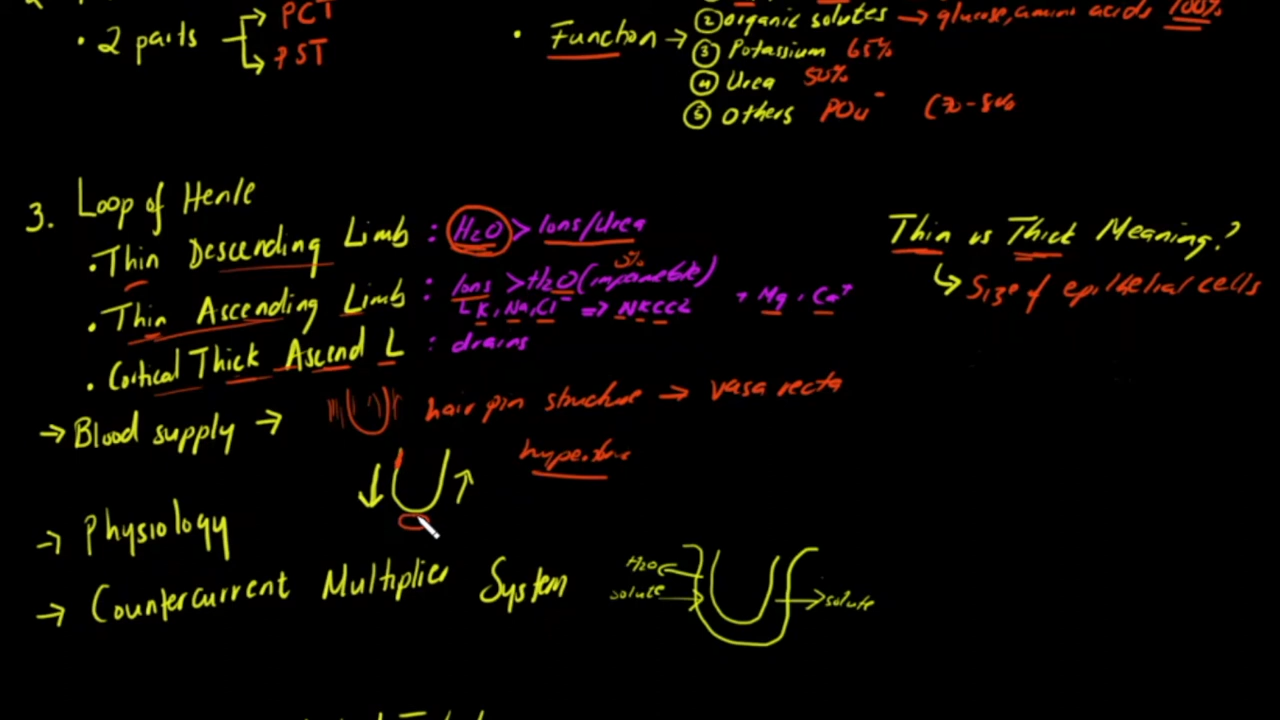 • 2 parts → PCT
→ PST
• Function → ② organic solutes → glucose, amino acids 100%
③ Potassium 65%
④ Urea 50%
⑤ Others PO4⁻
3. Loop of Henle
• Thin Descending Limb : H2O > Ions/Urea
• Thin Ascending Limb : Ions > H2O (impermeable)
K, Na, Cl⁻ => NKCC2 + Mg, Ca⁺
• Cortical Thick Ascend L : drains
Thin vs Thick Meaning?
↳ Size of epithelial cells
→ Blood supply → hair pin structure → vasa recta
→ Physiology
→ Countercurrent Multiplier System
H2O
solute
solute